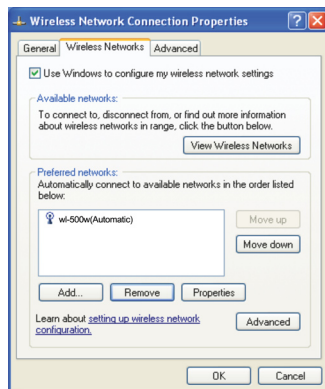 Wireless Network Connection Properties
General
Wireless Networks
Advanced
Use Windows to configure my wireless network settings
Available networks:
To connect to, disconnect from, or find out more information
about wireless networks in range, click the button below.
View Wireless Networks
Preferred networks:
Automatically connect to available networks in the order listed
below:
wl-500w(Automatic)
Move up
Move down
Add...
Remove
Properties
Learn about setting up wireless network
configuration.
Advanced
OK
Cancel